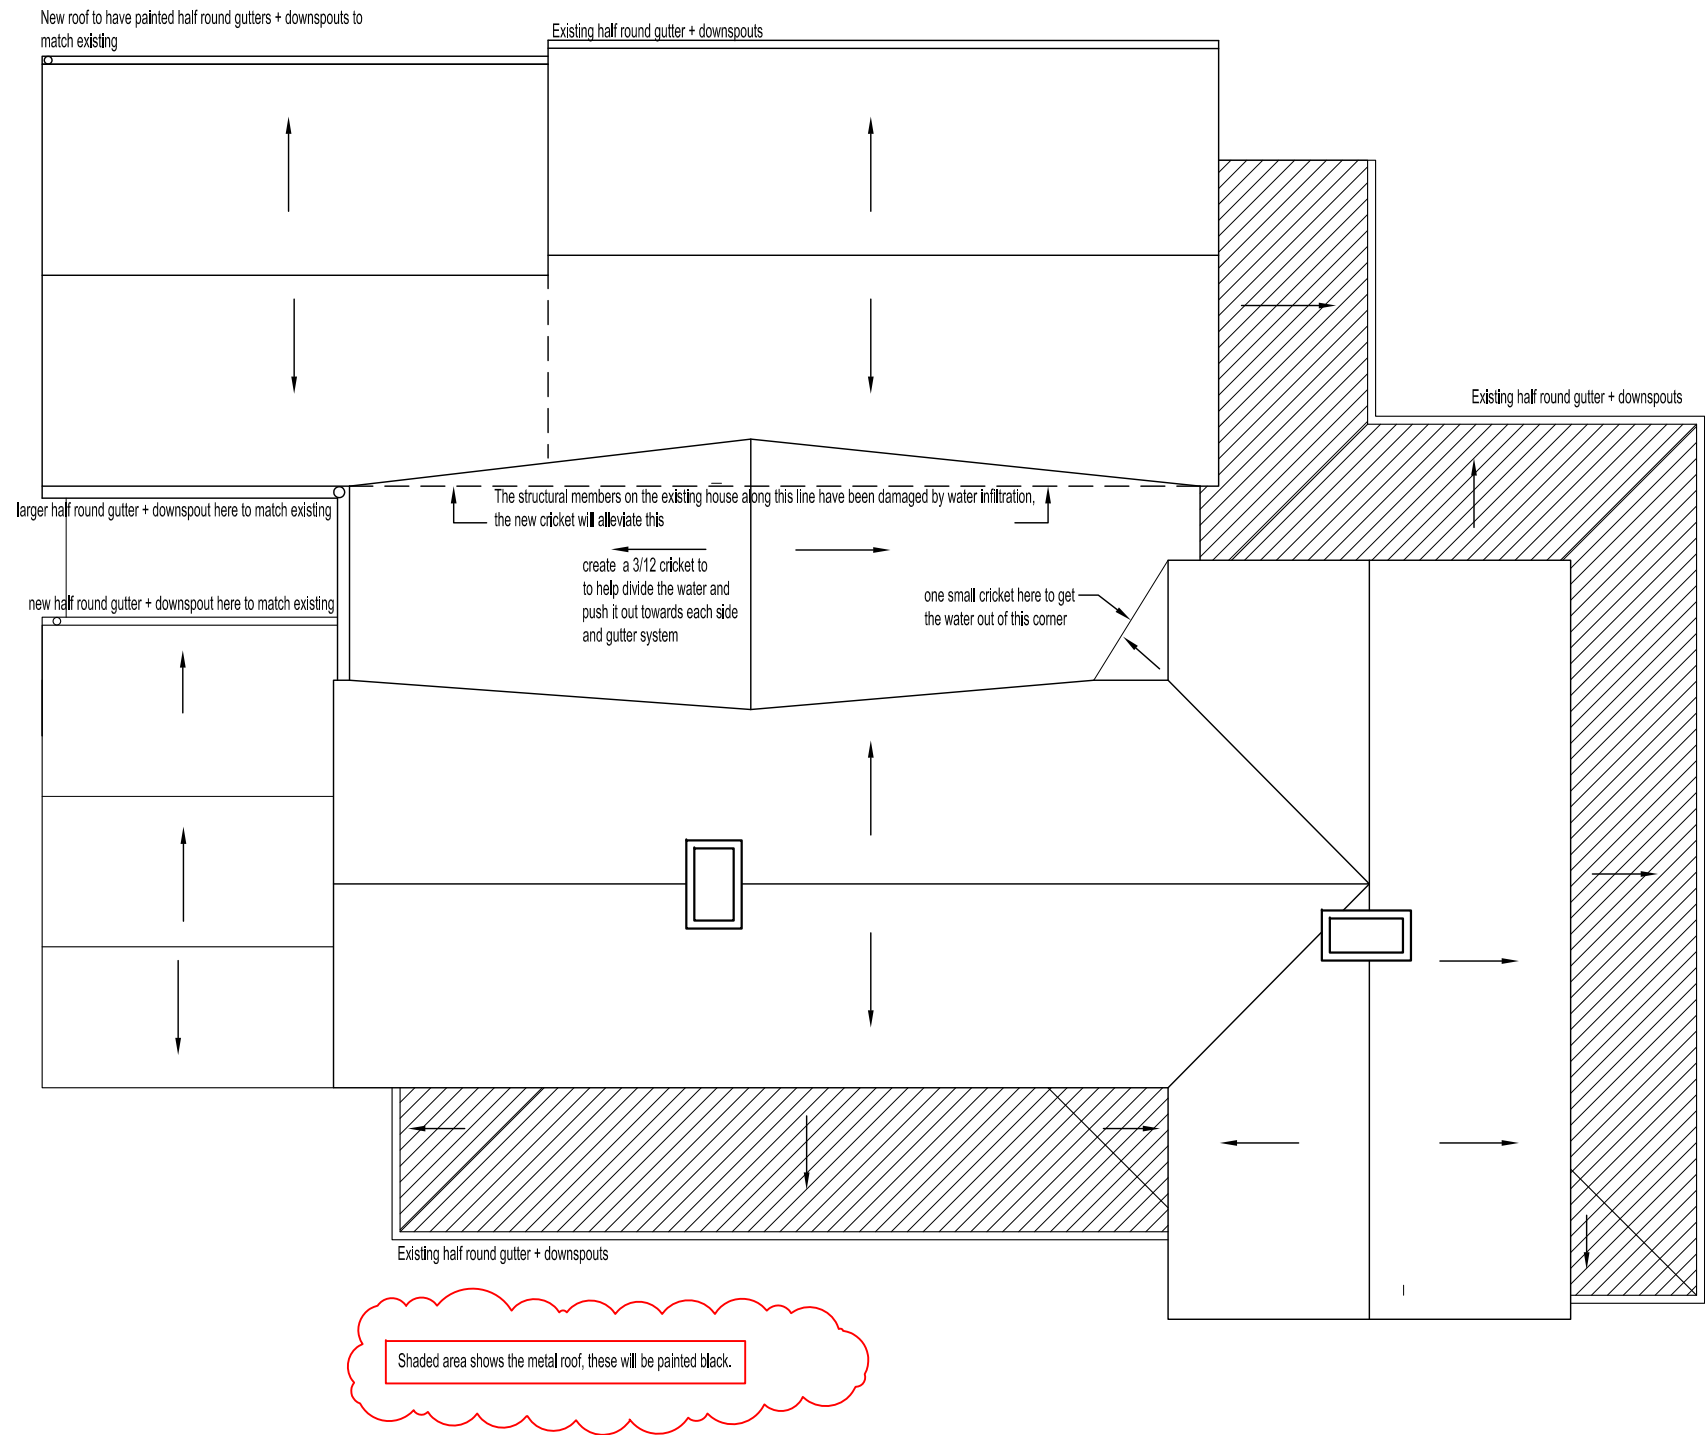 New roof to have painted half round gutters + downspouts to
match existing
Existing half round gutter + downspouts
Existing half round gutter + downspouts
larger half round gutter + downspout here to match existing
The structural members on the existing house along this line have been damaged by water infiltration,
the new cricket will alleviate this
create a 3/12 cricket to
to help divide the water and
push it out towards each side
and gutter system
one small cricket here to get
the water out of this corner
new half round gutter + downspout here to match existing
Existing half round gutter + downspouts
Shaded area shows the metal roof, these will be painted black.